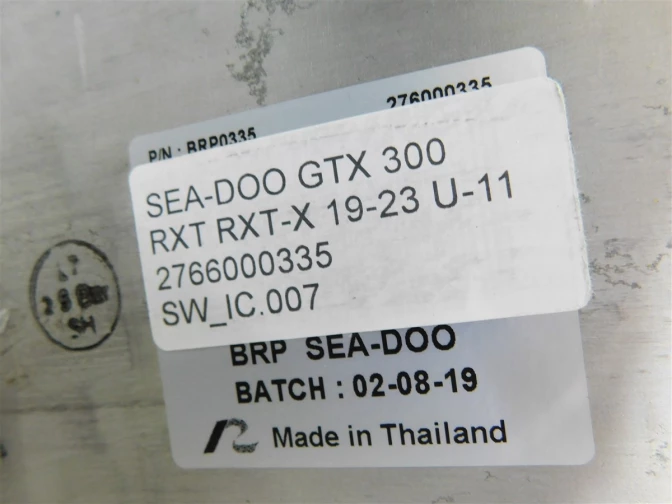 P/N : BRP0335 276000335
SEA-DOO GTX 300
RXT RXT-X 19-23 U-11
2766000335
SW_IC.007
BRP SEA-DOO
BATCH : 02-08-19
Made in Thailand